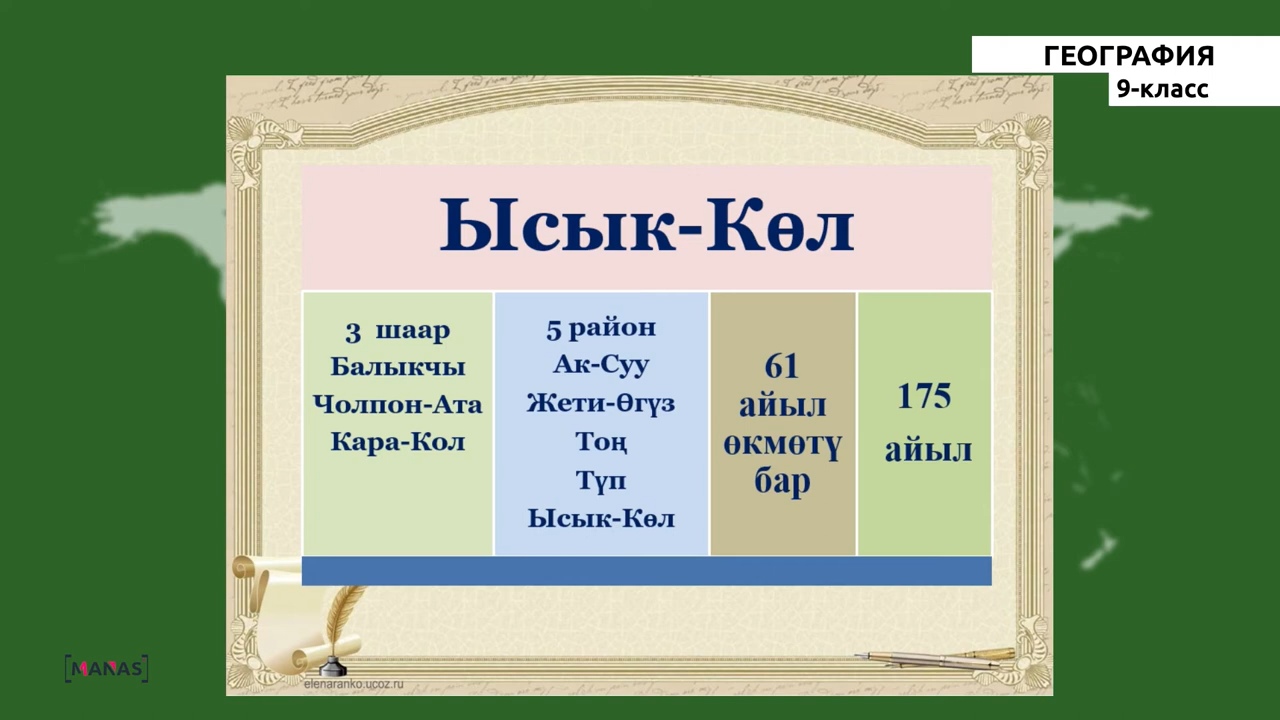 ГЕОГРАФИЯ
9-класс
Ысык-Көл
3 шаар
Балыкчы
Чолпон-Ата
Кара-Кол
5 район
Ак-Суу
Жети-Өгүз
Тоң
Түп
Ысык-Көл
61
айыл
өкмөтү
бар
175
айыл
[MANAS]
elenaranko.ucoz.ru